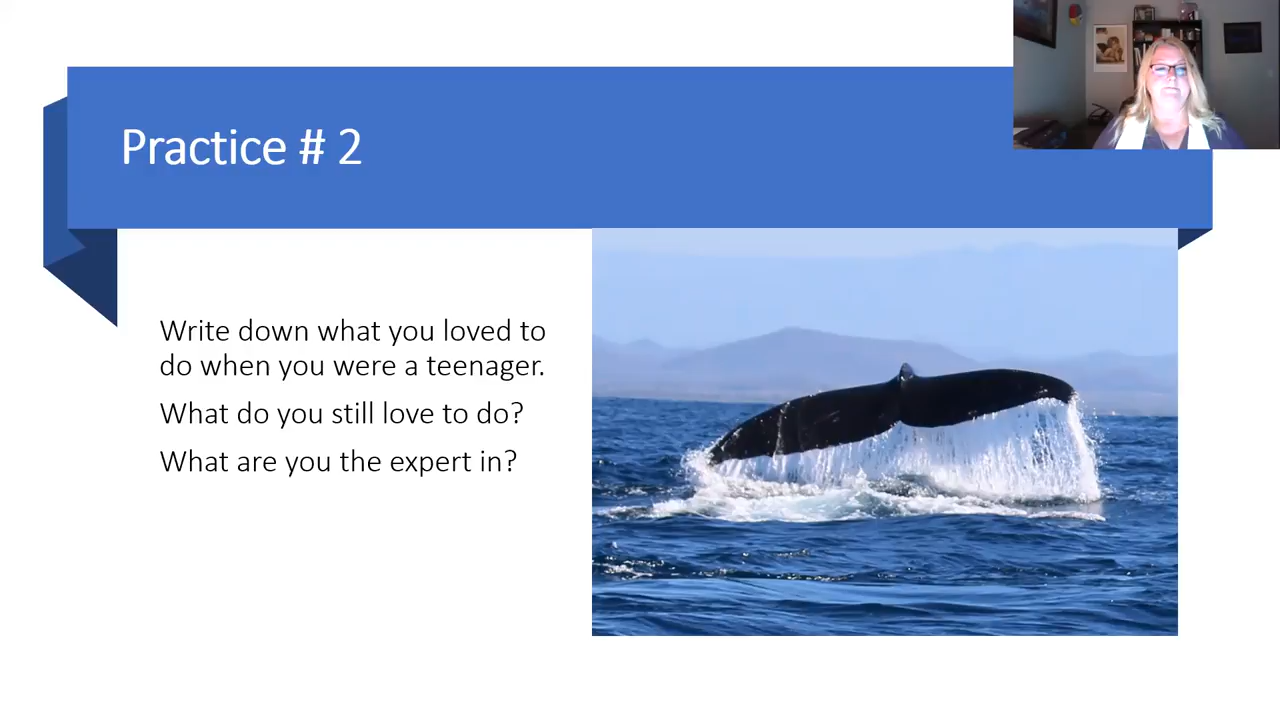 Practice # 2
Write down what you loved to
do when you were a teenager.
What do you still love to do?
What are you the expert in?